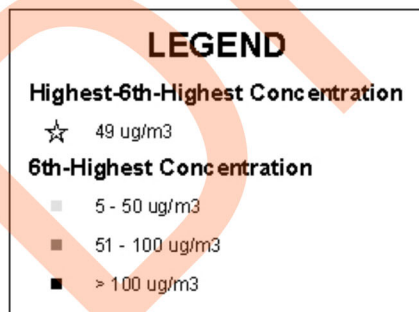 LEGEND
Highest-6th-Highest Concentration
49 ug/m3
6th-Highest Concentration
5 - 50 ug/m3
51 - 100 ug/m3
> 100 ug/m3